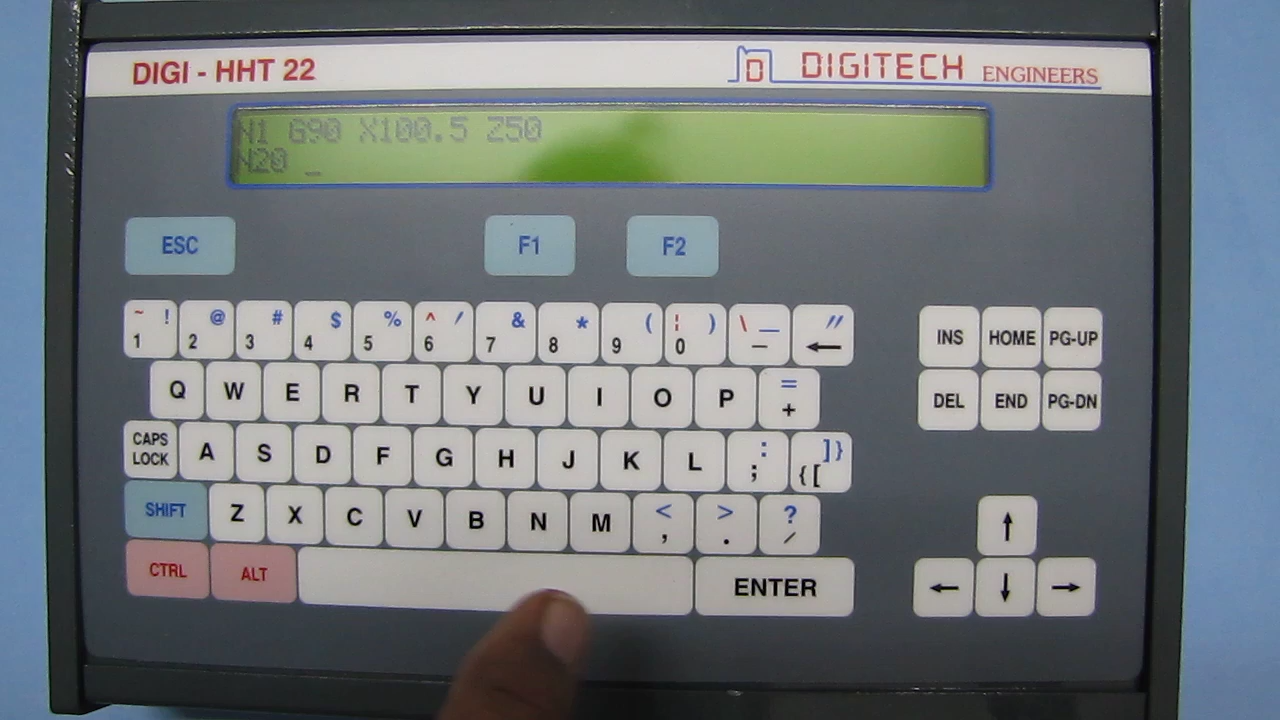 DIGI - HHT 22
DIGITECH ENGINEERS
N1 G90 X100.5 Z50
N20 _
ESC F1 F2
~ ! 1 @ 2 # 3 $ 4 % 5 ^ ′ 6 & 7 * 8 ( 9 ¦ ) 0 \ _ – ″ ←
INS HOME PG-UP
Q W E R T Y U I O P = +
DEL END PG-DN
CAPS LOCK A S D F G H J K L : ; ] } { [
SHIFT Z X C V B N M < , > . ? /
↑
CTRL ALT ENTER
← ↓ →